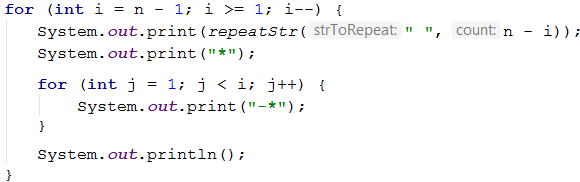 for (int i = n - 1; i >= 1; i--) {
System.out.print(repeatStr( strToRepeat: " ", count: n - i));
System.out.print("*");
for (int j = 1; j < i; j++) {
System.out.print("-*");
}
System.out.println();
}